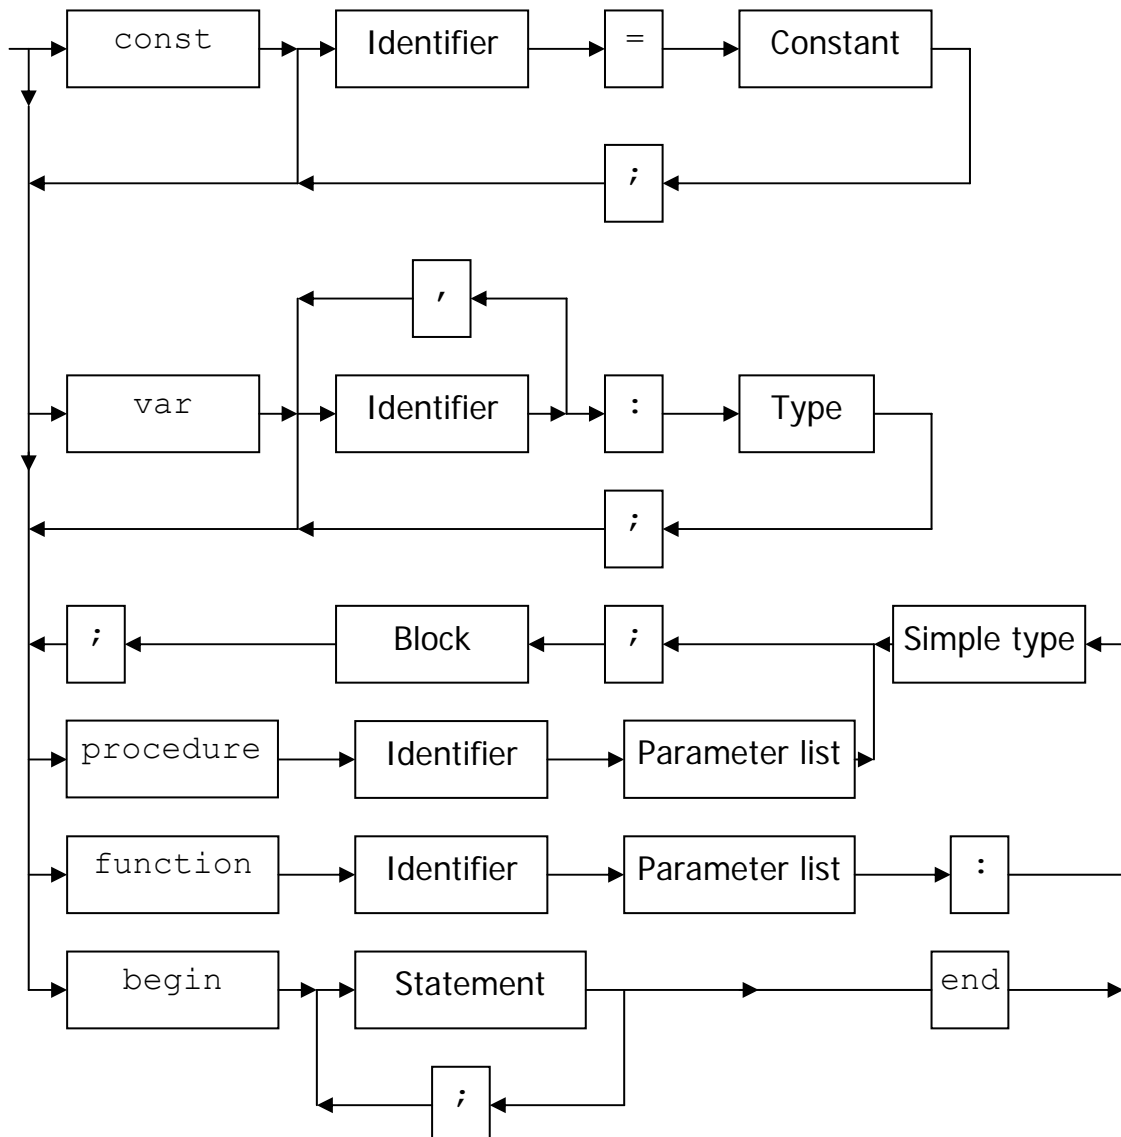 const Identifier = Constant
;
,
var Identifier : Type
;
; Block ; Simple type
procedure Identifier Parameter list
function Identifier Parameter list :
begin Statement end
;